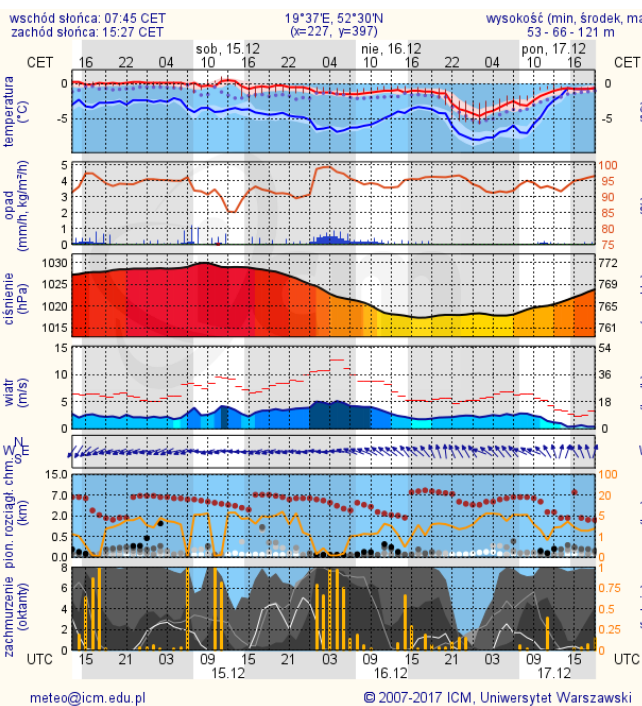 wschód słońca: 07:45 CET 19°37'E, 52°30'N wysokość (min, środek, ma
zachód słońca: 15:27 CET (x=227, y=397) 53 - 66 - 121 m
sob, 15.12 nie, 16.12 pon, 17.12
CET 16 22 04 10 16 22 04 10 16 22 04 10 16 CET
temperatura
(°C)
0 0
-5 -5
opad
(mm/h, kg/m²/h)
5 100
4 95
3 90
2 85
1 80
0 75
ciśnienie
(hPa)
1030 772
1025 769
1020 765
1015 761
wiatr
(m/s)
15 54
10 36
5 18
0 0
N
W E
S
pion. rozciągł. chm.
(km)
15.0 100
7.0 20
2.0 5
0.5 1
0.0 0
zachmurzenie
(oktanty)
8 1
6 0.75
4 0.5
2 0.25
0 0
UTC 15 21 03 09 15 21 03 09 15 21 03 09 15 UTC
15.12 16.12 17.12
meteo@icm.edu.pl © 2007-2017 ICM, Uniwersytet Warszawski